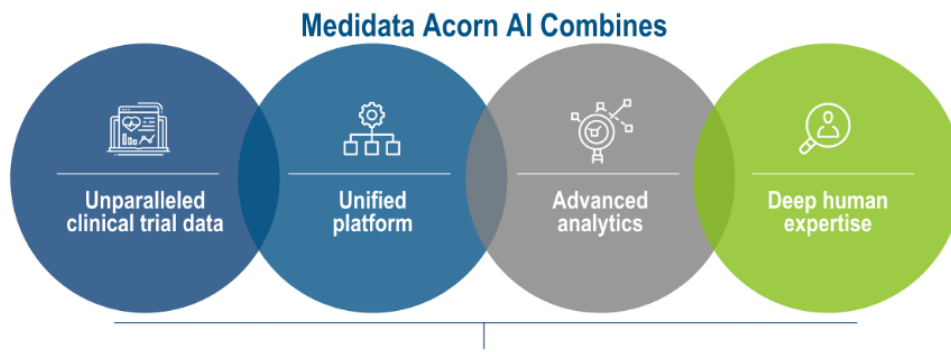 Medidata Acorn AI Combines
Unparalleled
clinical trial data
Unified
platform
Advanced
analytics
Deep human
expertise